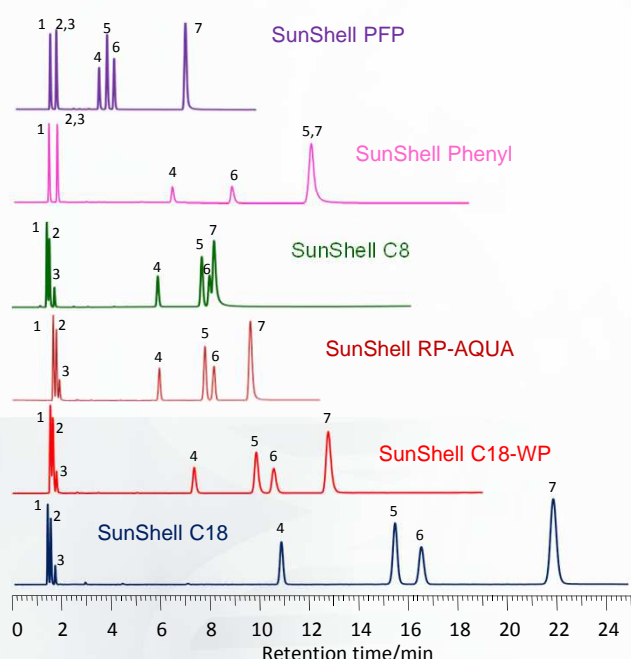 1 2,3 4 5 6 7
SunShell PFP
1 2,3 4 6 5,7
SunShell Phenyl
1 2 3 4 5 6 7
SunShell C8
1 2 3 4 5 6 7
SunShell RP-AQUA
1 2 3 4 5 6 7
SunShell C18-WP
1 2 3 4 5 6 7
SunShell C18
0 2 4 6 8 10 12 14 16 18 20 22 24
Retention time/min